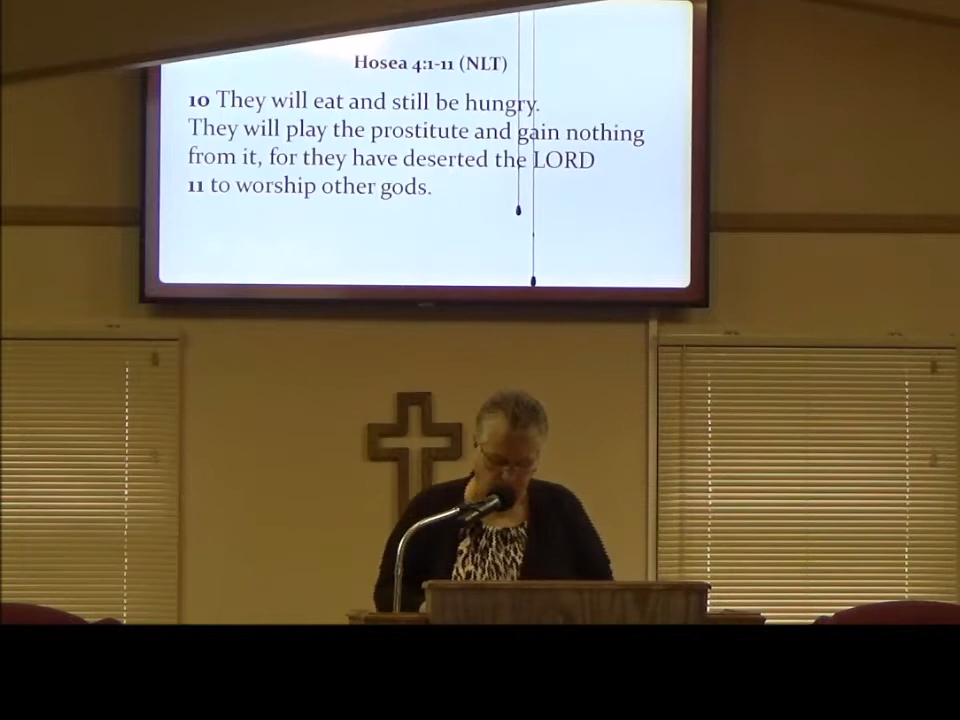 Hosea 4:1-11 (NLT)
10 They will eat and still be hungry.
They will play the prostitute and gain nothing
from it, for they have deserted the LORD
11 to worship other gods.